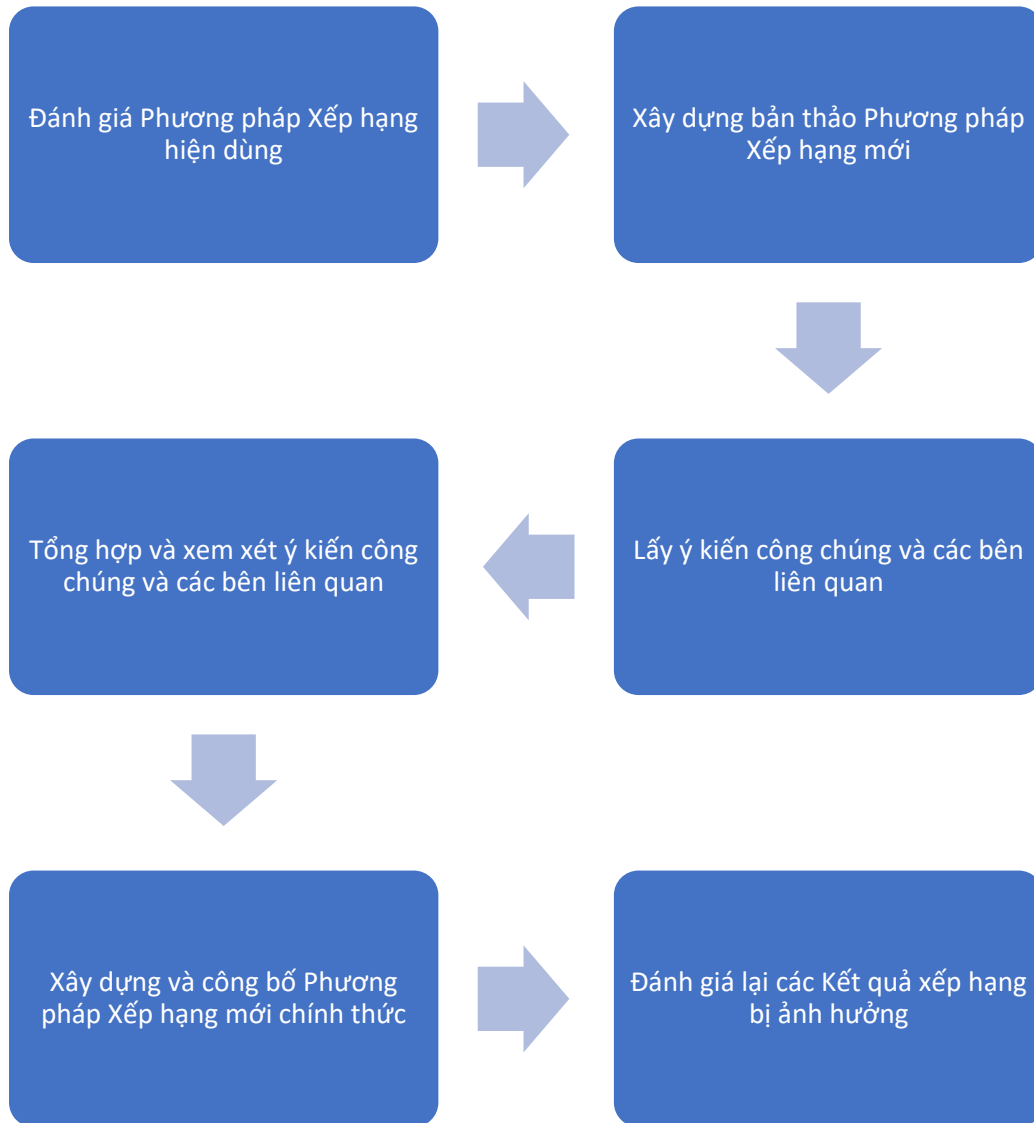 Đánh giá Phương pháp Xếp hạng
hiện dùng
Xây dựng bản thảo Phương pháp
Xếp hạng mới
Lấy ý kiến công chúng và các bên
liên quan
Tổng hợp và xem xét ý kiến công
chúng và các bên liên quan
Xây dựng và công bố Phương
pháp Xếp hạng mới chính thức
Đánh giá lại các Kết quả xếp hạng
bị ảnh hưởng